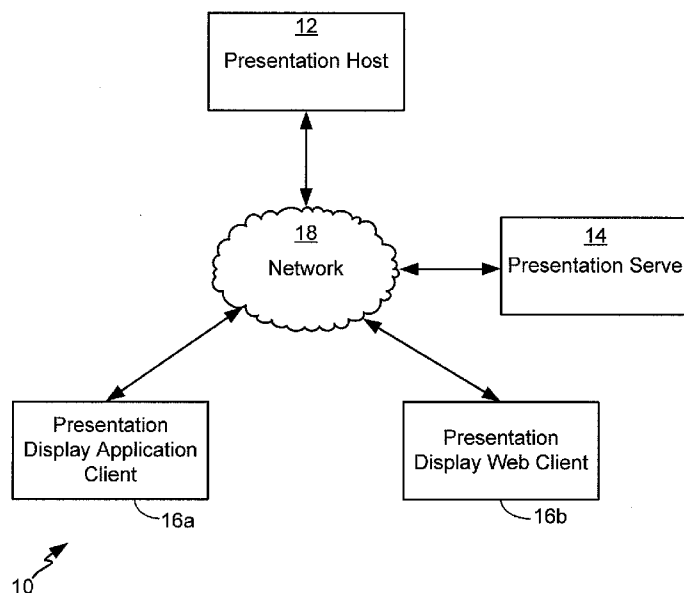 12
Presentation Host
18
Network
14
Presentation Serve
Presentation
Display Application
Client
16a
Presentation
Display Web Client
16b
10